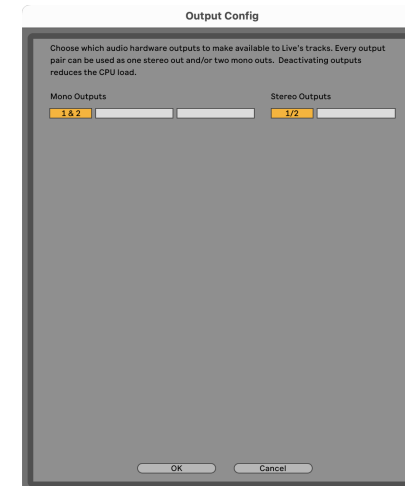 Output Config
Choose which audio hardware outputs to make available to Live's tracks. Every output
pair can be used as one stereo out and/or two mono outs. Deactivating outputs
reduces the CPU load.
Mono Outputs Stereo Outputs
1 & 2 1/2
OK Cancel